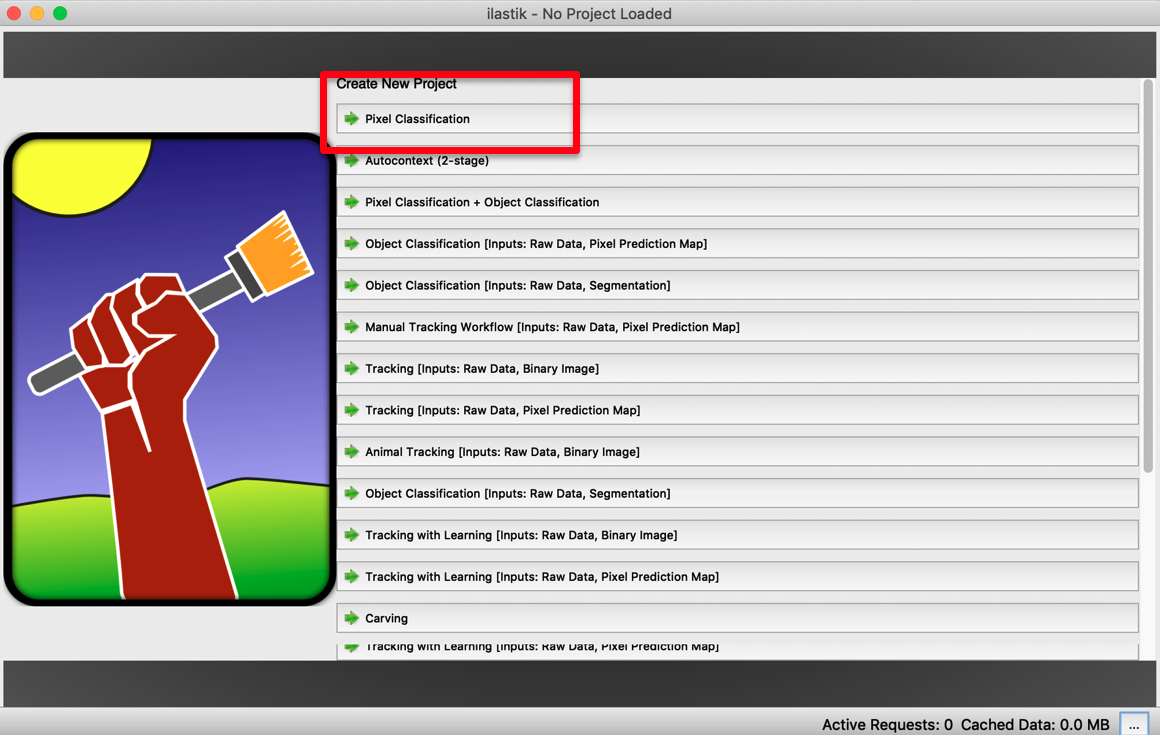 ilastik - No Project Loaded
Create New Project
Pixel Classification
Autocontext (2-stage)
Pixel Classification + Object Classification
Object Classification [Inputs: Raw Data, Pixel Prediction Map]
Object Classification [Inputs: Raw Data, Segmentation]
Manual Tracking Workflow [Inputs: Raw Data, Pixel Prediction Map]
Tracking [Inputs: Raw Data, Binary Image]
Tracking [Inputs: Raw Data, Pixel Prediction Map]
Animal Tracking [Inputs: Raw Data, Binary Image]
Object Classification [Inputs: Raw Data, Segmentation]
Tracking with Learning [Inputs: Raw Data, Binary Image]
Tracking with Learning [Inputs: Raw Data, Pixel Prediction Map]
Carving
Tracking with Learning [Inputs: Raw Data, Pixel Prediction Map]
Active Requests: 0 Cached Data: 0.0 MB ...